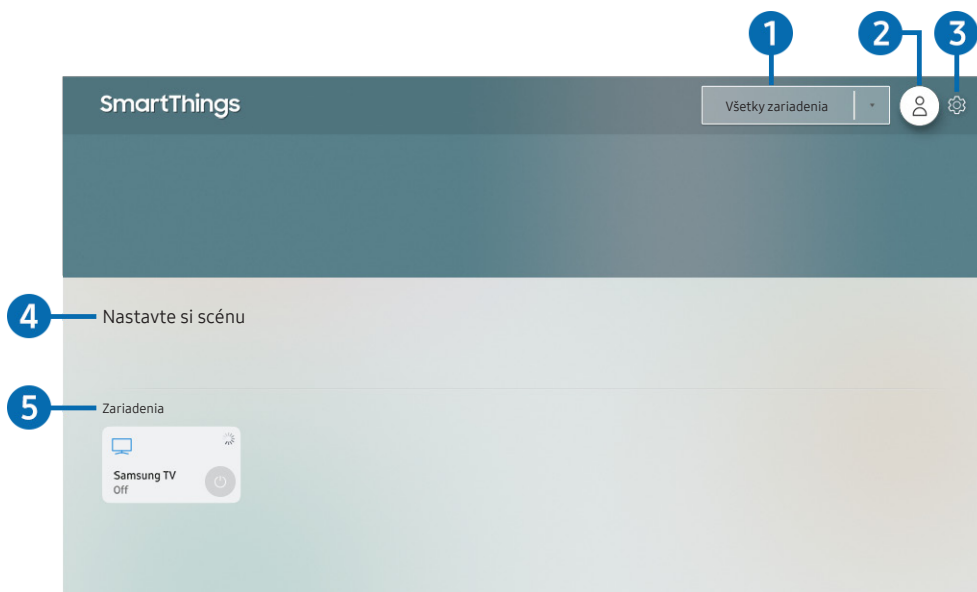 1
2
3
SmartThings
Všetky zariadenia
4
Nastavte si scénu
5
Zariadenia
Samsung TV
Off